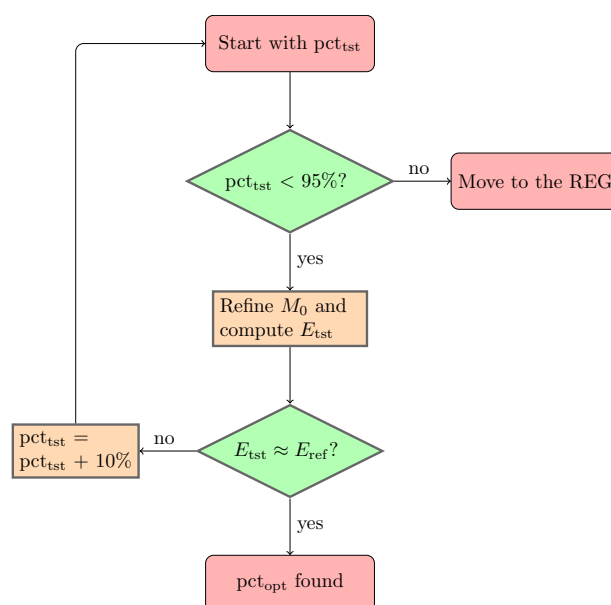 Start with pct_tst
pct_tst < 95%?
no
Move to the REG
yes
Refine M_0 and
compute E_tst
pct_tst =
pct_tst + 10%
no
E_tst ≈ E_ref?
yes
pct_opt found